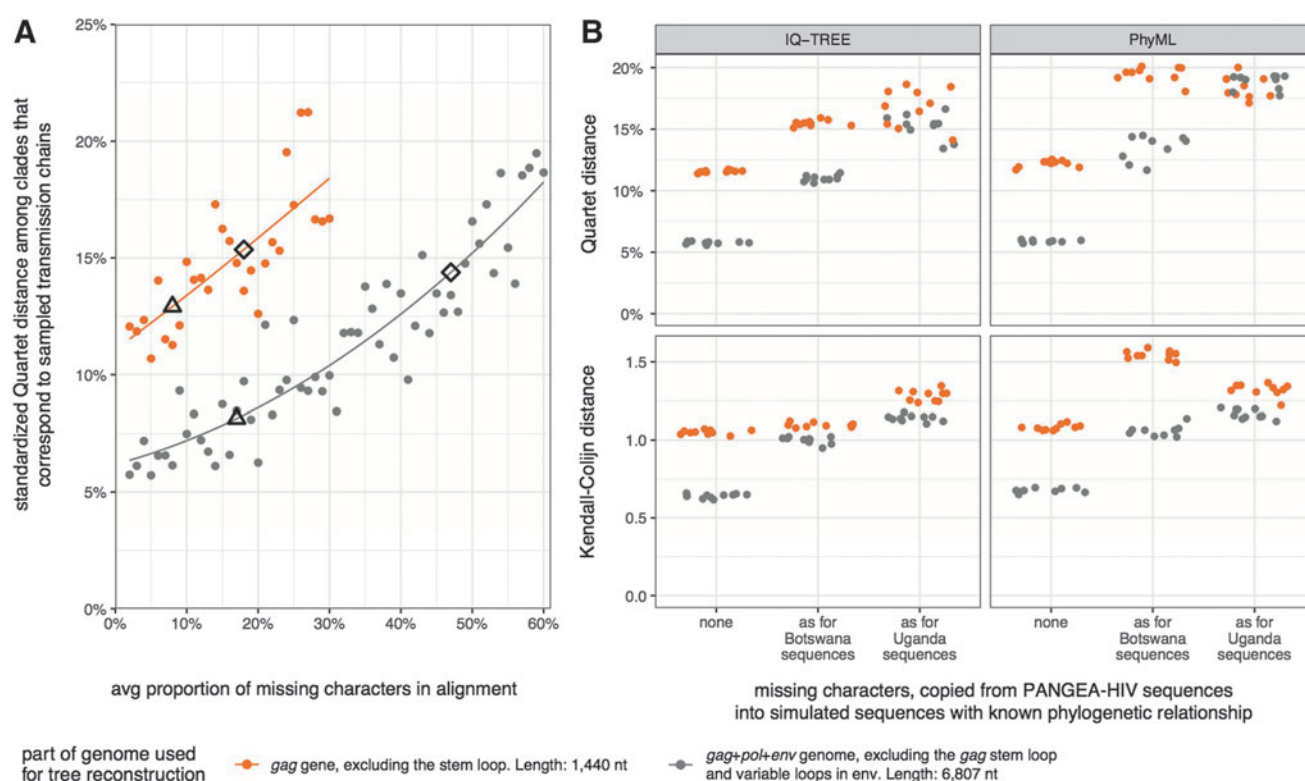 A
standardized Quartet distance among clades that
correspond to sampled transmission chains
25%
20%
15%
10%
5%
0%
0% 10% 20% 30% 40% 50% 60%
avg proportion of missing characters in alignment
B
IQ−TREE PhyML
Quartet distance
20%
15%
10%
5%
0%
Kendall-Colijn distance
1.5
1.0
0.5
0.0
none as for as for none as for as for
Botswana Uganda Botswana Uganda
sequences sequences sequences sequences
missing characters, copied from PANGEA-HIV sequences
into simulated sequences with known phylogenetic relationship
part of genome used
for tree reconstruction
gag gene, excluding the stem loop. Length: 1,440 nt
gag+pol+env genome, excluding the gag stem loop
and variable loops in env. Length: 6,807 nt